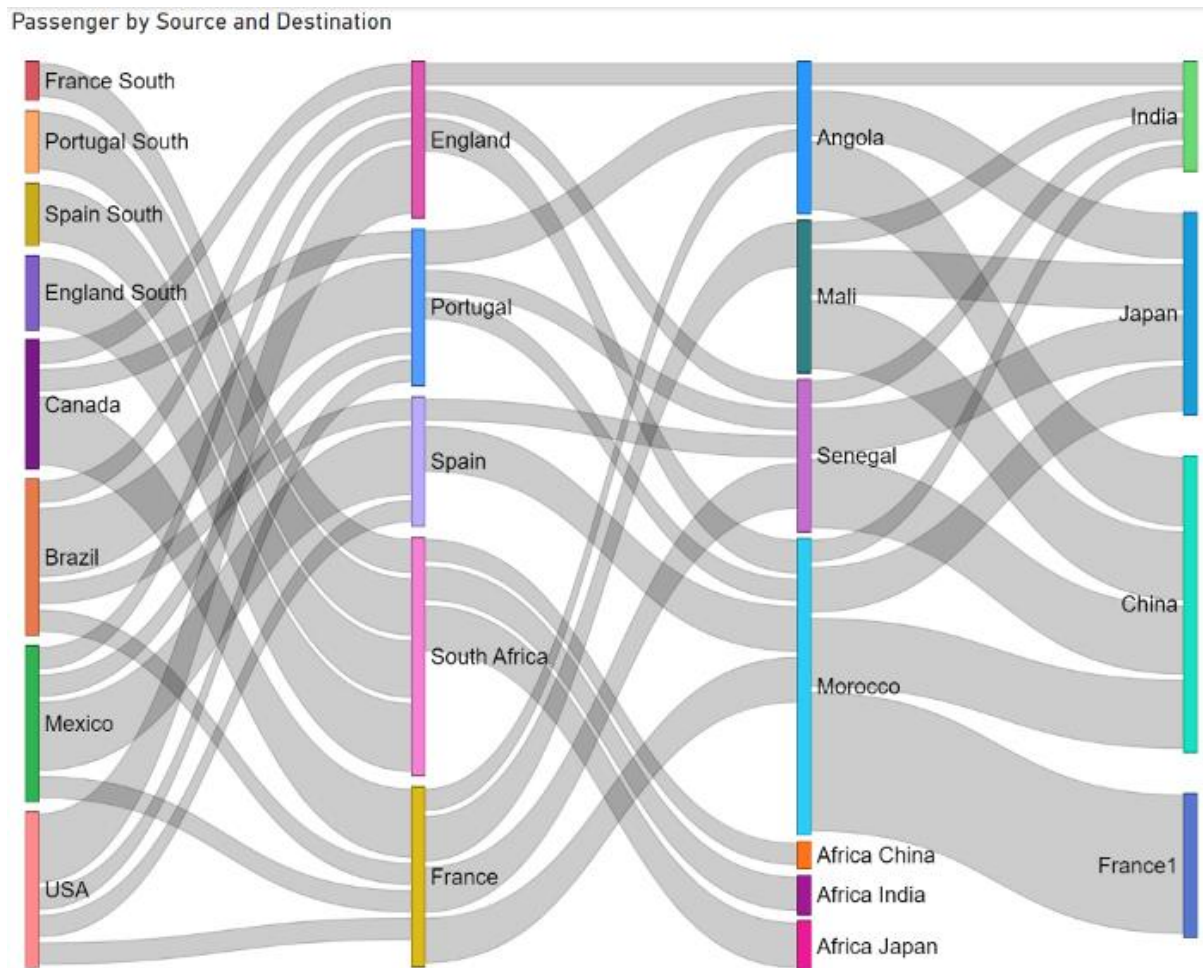 Passenger by Source and Destination
France South
Portugal South
Spain South
England South
Canada
Brazil
Mexico
USA
England
Portugal
Spain
South Africa
France
Angola
Mali
Senegal
Morocco
Africa China
Africa India
Africa Japan
India
Japan
China
France1